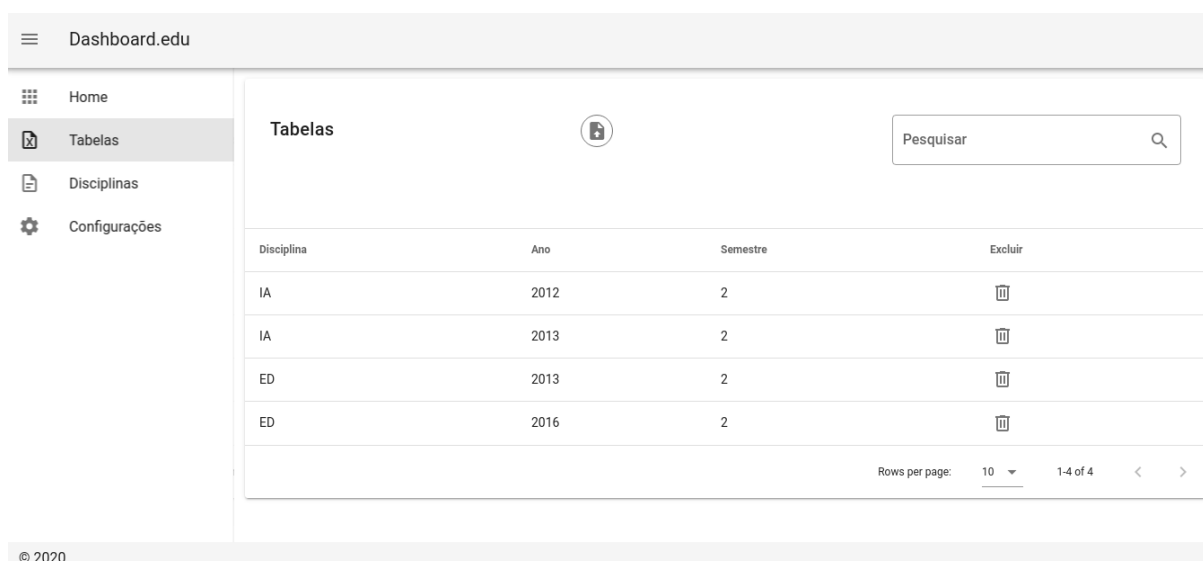 Dashboard.edu
Home
Tabelas
Disciplinas
Configurações
Tabelas
Pesquisar
Disciplina Ano Semestre Excluir
IA 2012 2
IA 2013 2
ED 2013 2
ED 2016 2
Rows per page: 10 1-4 of 4
© 2020